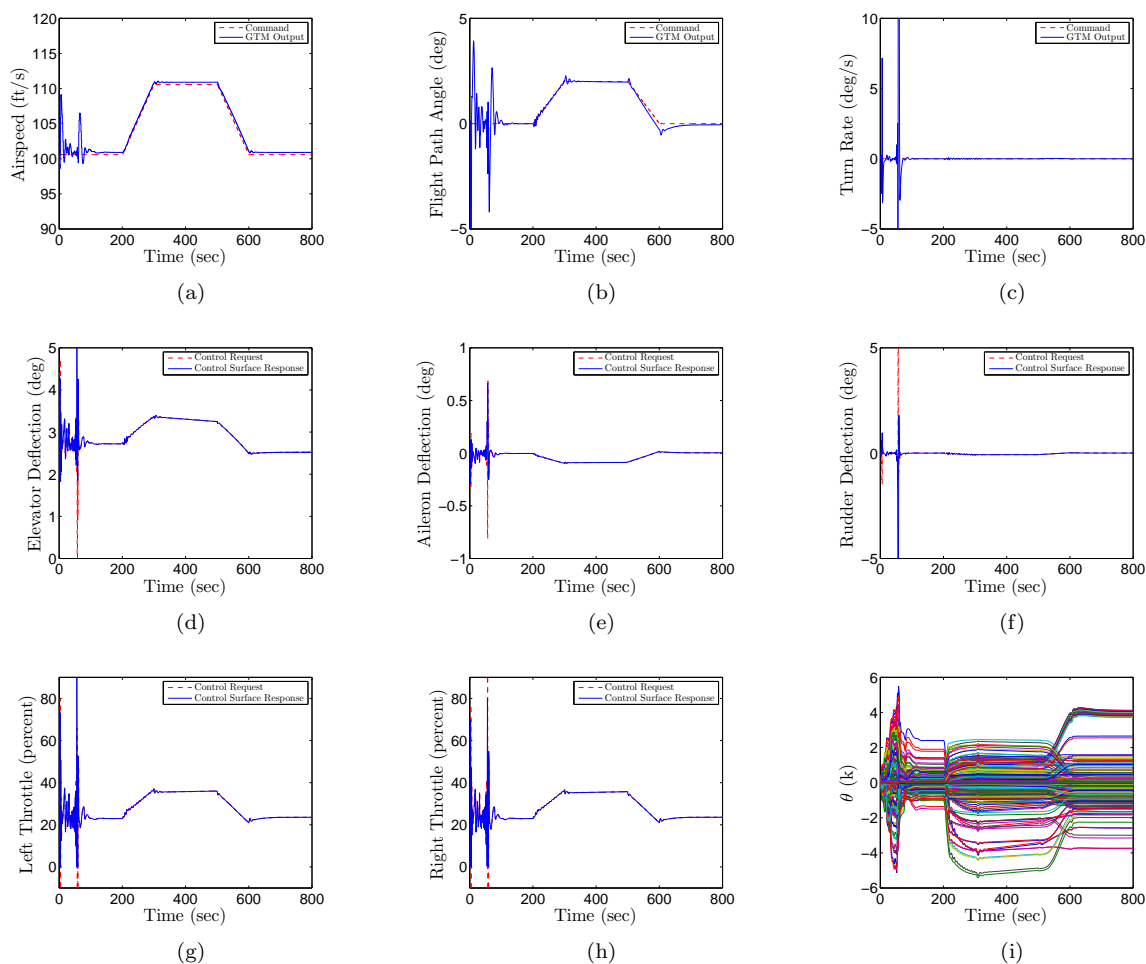 120
115
110
105
100
95
90
0 200 400 600 800
Airspeed (ft/s)
Time (sec)
Command
GTM Output
(a)
5
0
−5
0 200 400 600 800
Flight Path Angle (deg)
Time (sec)
Command
GTM Output
(b)
10
5
0
−5
0 200 400 600 800
Turn Rate (deg/s)
Time (sec)
Command
GTM Output
(c)
5
4
3
2
1
0
0 200 400 600 800
Elevator Deflection (deg)
Time (sec)
Control Request
Control Surface Response
(d)
1
0.5
0
−0.5
−1
0 200 400 600 800
Aileron Deflection (deg)
Time (sec)
Control Request
Control Surface Response
(e)
5
0
−5
0 200 400 600 800
Rudder Deflection (deg)
Time (sec)
Control Request
Control Surface Response
(f)
80
60
40
20
0
0 200 400 600 800
Left Throttle (percent)
Time (sec)
Control Request
Control Surface Response
(g)
80
60
40
20
0
0 200 400 600 800
Right Throttle (percent)
Time (sec)
Control Request
Control Surface Response
(h)
6
4
2
0
−2
−4
−6
0 200 400 600 800
θ (k)
Time (sec)
(i)